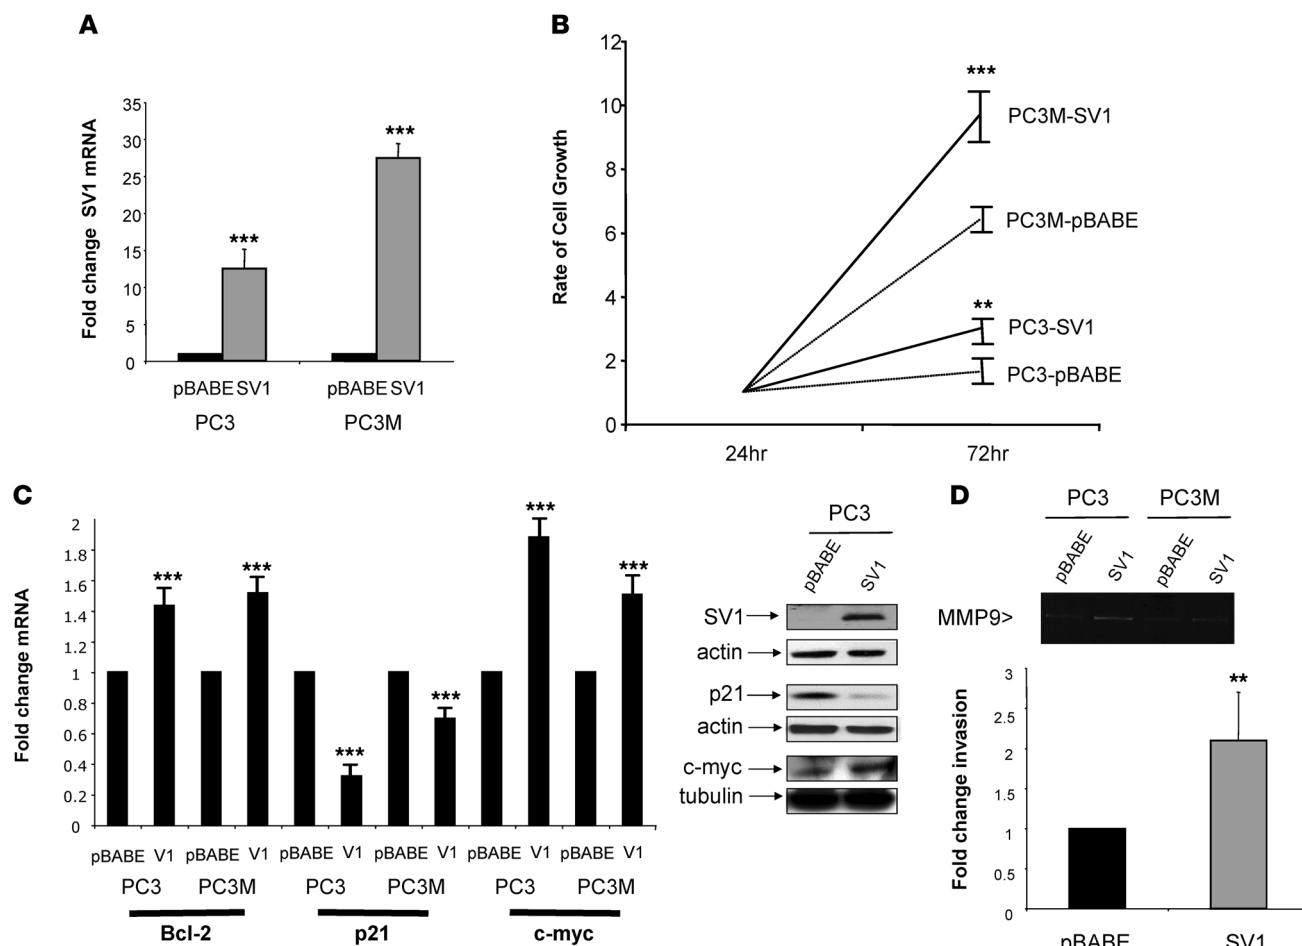 A
Fold change SV1 mRNA
35
30
25
20
15
10
5
0
***
***
pBABE SV1 pBABE SV1
PC3 PC3M
B
Rate of Cell Growth
12
10
8
6
4
2
0
***
PC3M-SV1
PC3M-pBABE
**
PC3-SV1
PC3-pBABE
24hr 72hr
C
Fold change mRNA
2
1.8
1.6
1.4
1.2
1
0.8
0.6
0.4
0.2
0
*** *** *** *** *** ***
pBABE V1 pBABE V1 pBABE V1 pBABE V1 pBABE V1 pBABE V1
PC3 PC3M PC3 PC3M PC3 PC3M
Bcl-2 p21 c-myc
PC3
pBABE SV1
SV1
actin
p21
actin
c-myc
tubulin
D
PC3 PC3M
pBABE SV1 pBABE SV1
MMP9>
Fold change invasion
3
2.5
2
1.5
1
0.5
0
**
pBABE SV1